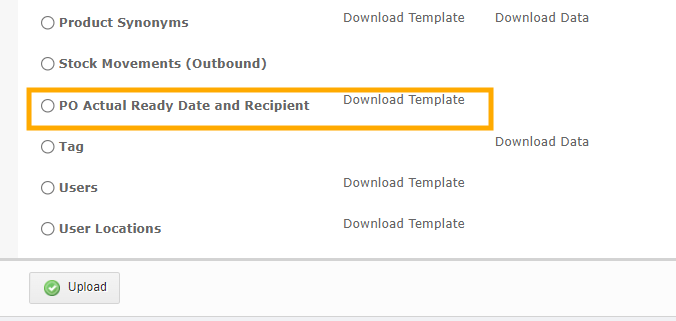 Product Synonyms Download Template Download Data
Stock Movements (Outbound)
PO Actual Ready Date and Recipient Download Template
Tag Download Data
Users Download Template
User Locations Download Template
Upload